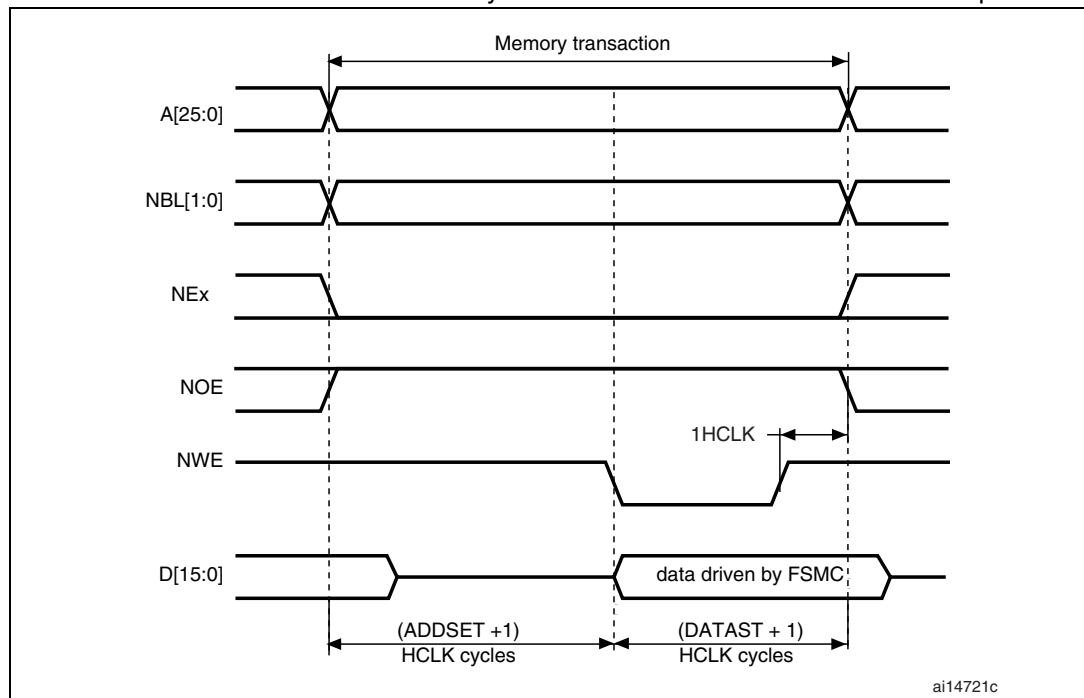 Memory transaction
A[25:0]
NBL[1:0]
NEx
NOE
1HCLK
NWE
D[15:0]
data driven by FSMC
(ADDSET +1)
HCLK cycles
(DATAST + 1)
HCLK cycles
ai14721c